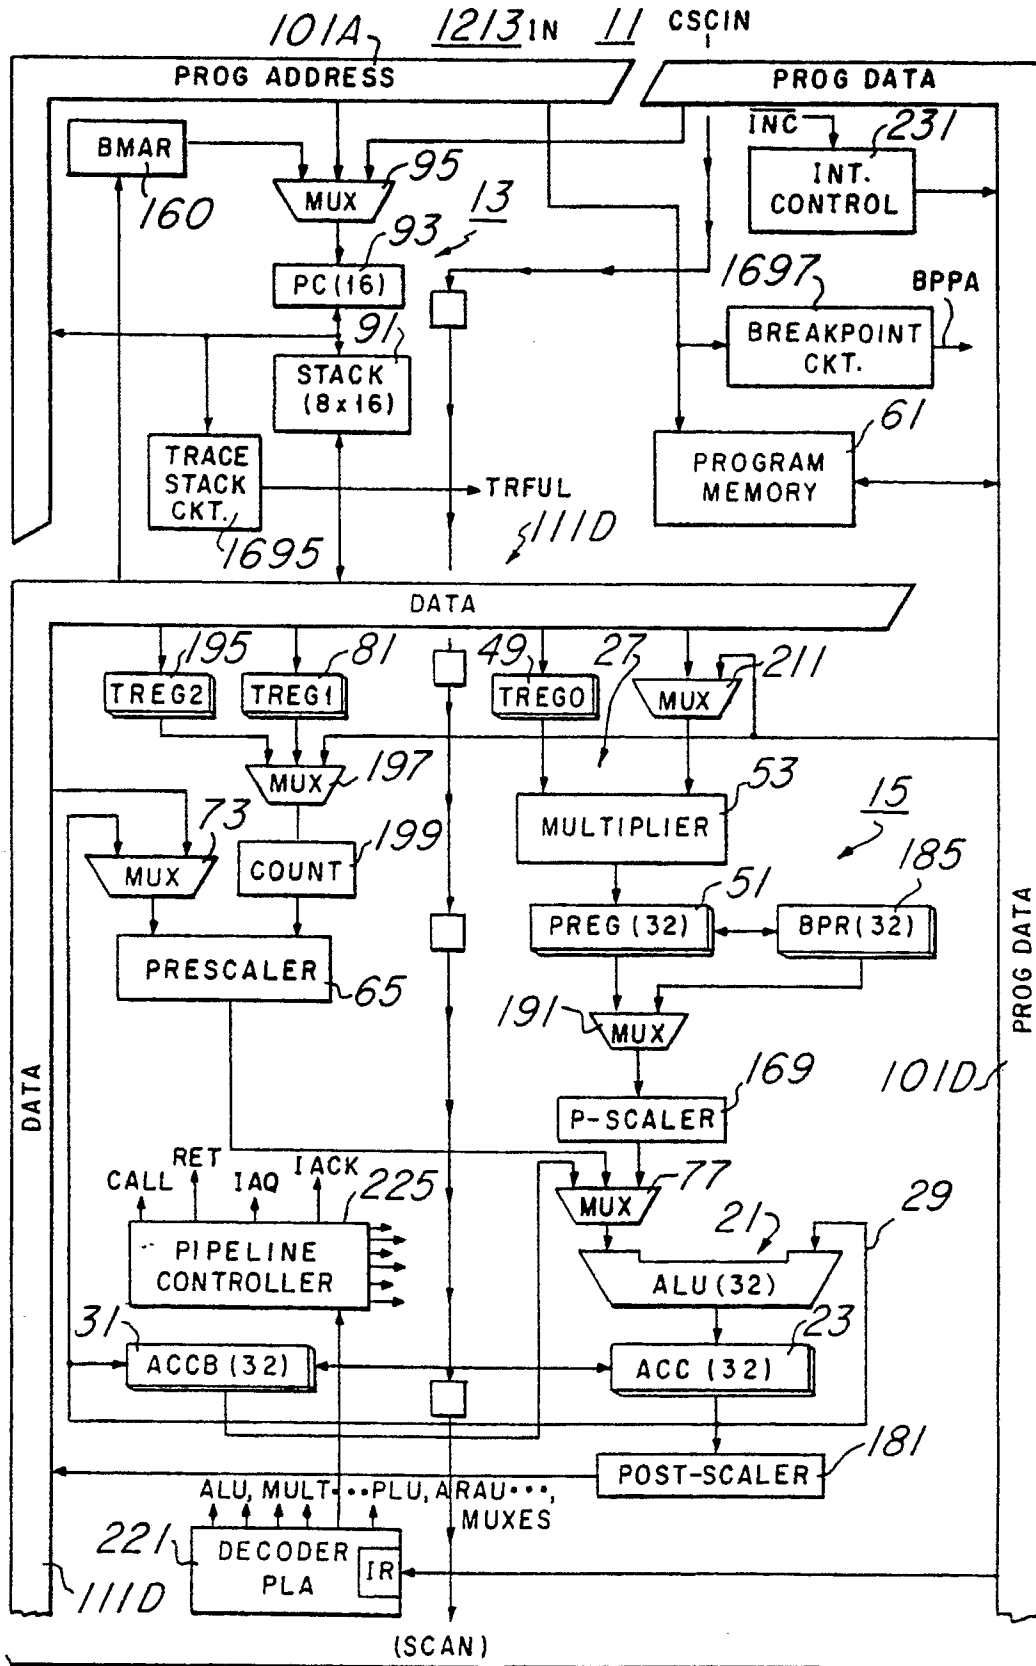 101A 1213 IN 11 CSCIN
PROG ADDRESS
PROG DATA
INC
231
BMAR
160
MUX
95
13
INT.
CONTROL
93
PC(16)
1697
BPPA
91
STACK
(8x16)
BREAKPOINT
CKT.
61
TRACE
STACK
CKT.
1695
TRFUL
PROGRAM
MEMORY
111D
DATA
195
81
49
27
211
TREG2
TREG1
TREG0
MUX
MUX
197
53
15
73
199
MULTIPLIER
185
MUX
COUNT
51
PREG (32)
BPR (32)
PRESCALER
65
191
MUX
PROG DATA
DATA
169
101D
P-SCALER
CALL
RET
IAQ
IACK
225
77
MUX
29
21
PIPELINE
CONTROLLER
ALU (32)
31
23
ACCB (32)
ACC (32)
181
POST-SCALER
ALU, MULT•••PLU, ARAU•••,
MUXES
221
DECODER
PLA
IR
111D
(SCAN)